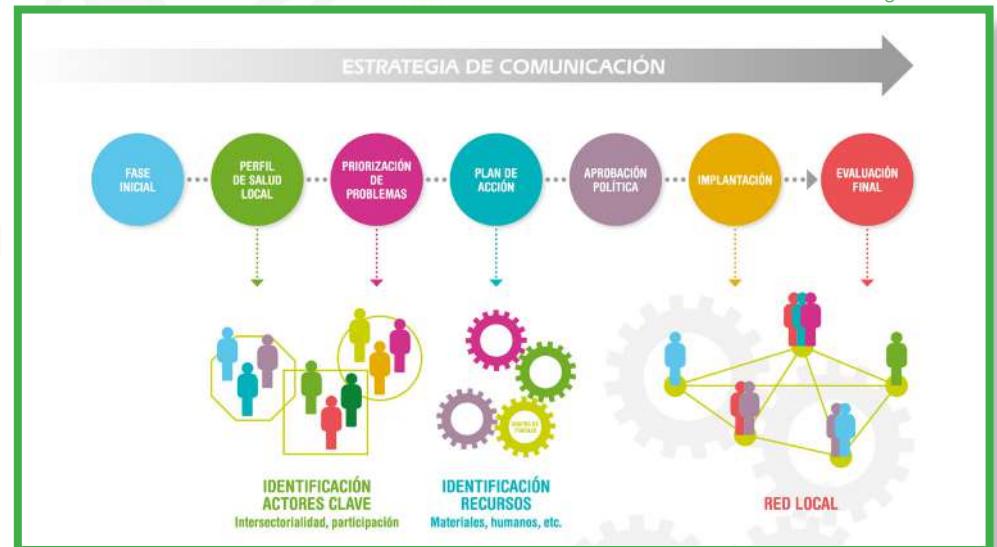 ESTRATEGIA DE COMUNICACIÓN
FASE
INICIAL
PERFIL
DE SALUD
LOCAL
PRIORIZACIÓN
DE
PROBLEMAS
PLAN DE
ACCIÓN
APROBACIÓN
POLÍTICA
IMPLANTACIÓN
EVALUACIÓN
FINAL
IDENTIFICACIÓN
ACTORES CLAVE
Intersectorialidad, participación
IDENTIFICACIÓN
RECURSOS
Materiales, humanos, etc.
RED LOCAL